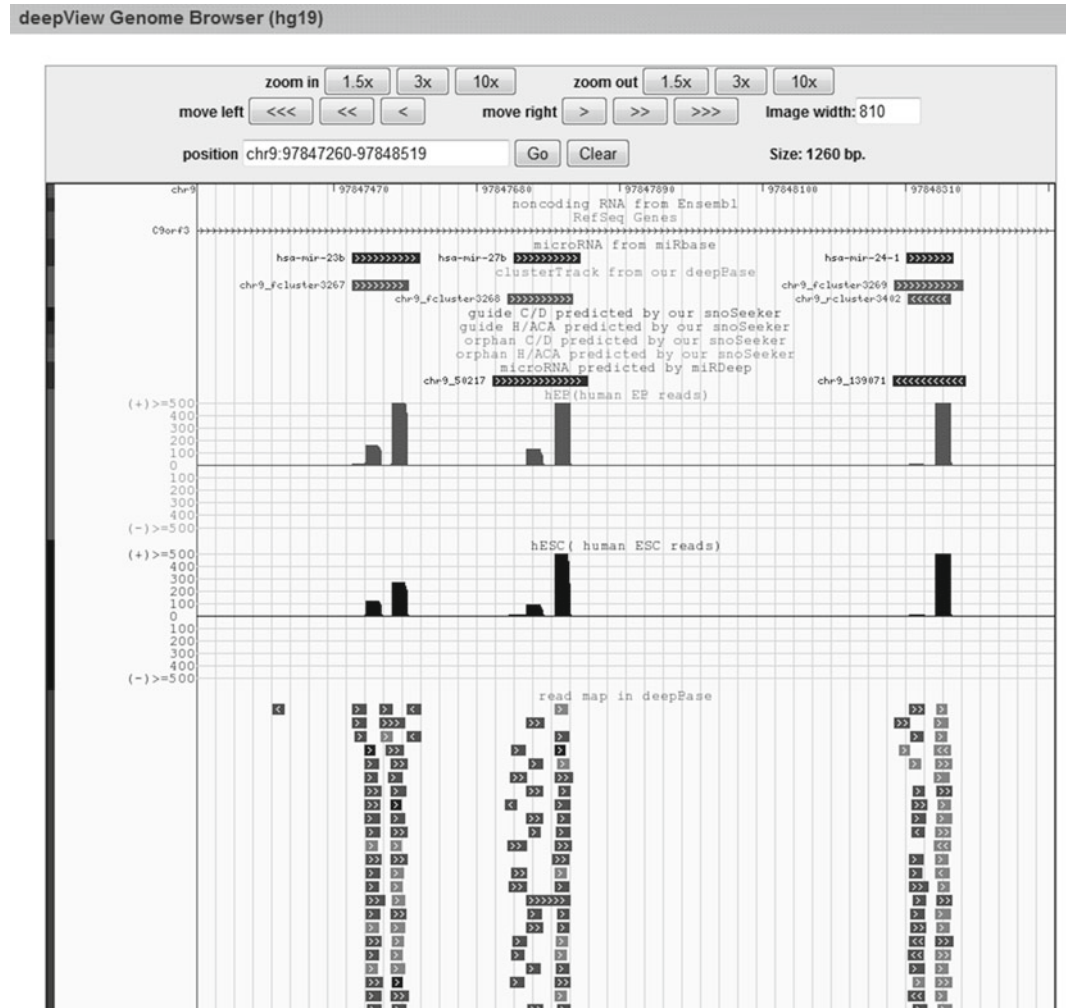 deepView Genome Browser (hg19)
zoom in 1.5x 3x 10x zoom out 1.5x 3x 10x
move left <<< << < move right > >> >>> Image width: 810
position chr9:97847260-97848519 Go Clear Size: 1260 bp.
chr9 97847470 97847680 97847890 97848100 97848310
noncoding RNA from Ensembl
RefSeq Genes
C9orf3
microRNA from miRbase
hsa-mir-23b hsa-mir-27b hsa-mir-24-1
clusterTrack from our deepBase
chr9_fcluster3267 chr9_fcluster3269
chr9_fcluster3268 chr9_rcluster3402
guide C/D predicted by our snoSeeker
guide H/ACA predicted by our snoSeeker
orphan C/D predicted by our snoSeeker
orphan H/ACA predicted by our snoSeeker
microRNA predicted by miRDeep
chr9_50217 chr9_139071
hEP(human EP reads)
(+)>=500
400
300
200
100
0
100
200
300
400
(-)>=500
hESC( human ESC reads)
(+)>=500
400
300
200
100
0
100
200
300
400
(-)>=500
read map in deepBase